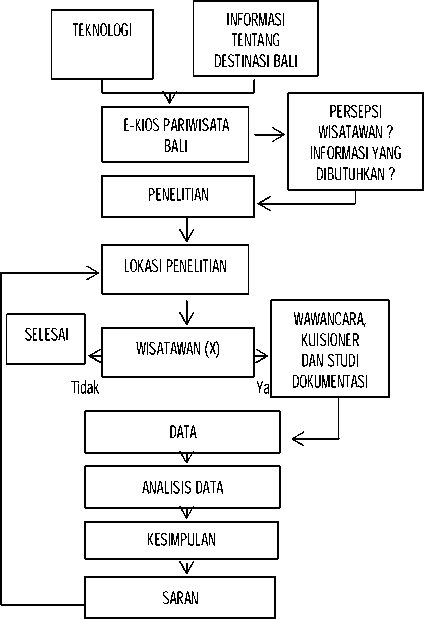 TEKNOLOGI
INFORMASI
TENTANG
DESTINASI BALI
E-KIOS PARIWISATA
BALI
PERSEPSI
WISATAWAN ?
INFORMASI YANG
DIBUTUHKAN ?
PENELITIAN
LOKASI PENELITIAN
SELESAI
WISATAWAN (X)
WAWANCARA,
KUISIONER
DAN STUDI
DOKUMENTASI
Tidak
Ya
DATA
ANALISIS DATA
KESIMPULAN
SARAN